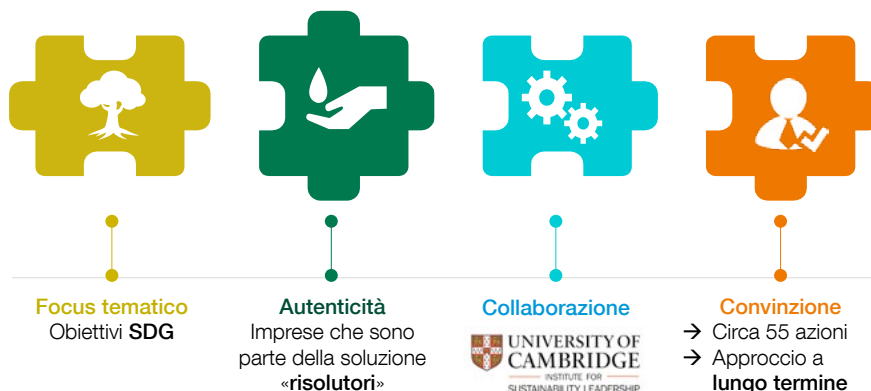 Focus tematico
Obiettivi SDG
Autenticità
Imprese che sono
parte della soluzione
«risolutori»
Collaborazione
UNIVERSITY OF
CAMBRIDGE
INSTITUTE FOR
SUSTAINABILITY LEADERSHIP
Convinzione
→ Circa 55 azioni
→ Approccio a
lungo termine